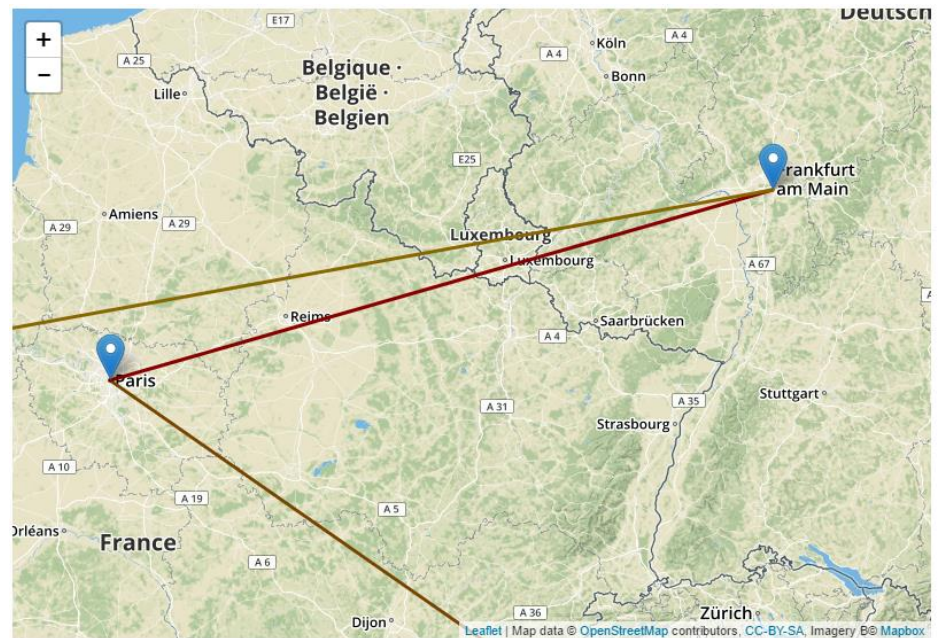 Deutsch
+
−
E17
Köln
A 4
A 4
A 25
Belgique ·
België ·
Belgien
Bonn
Lille
E25
Frankfurt
am Main
Amiens
A 29
A 29
Luxembourg
Luxembourg
A 67
Reims
Saarbrücken
A 4
Paris
Stuttgart
A 31
A 35
Strasbourg
A 10
A 19
A 5
Orléans
France
A 6
A 36
Zürich
Dijon
Leaflet | Map data © OpenStreetMap contributors, CC-BY-SA, Imagery В© Mapbox